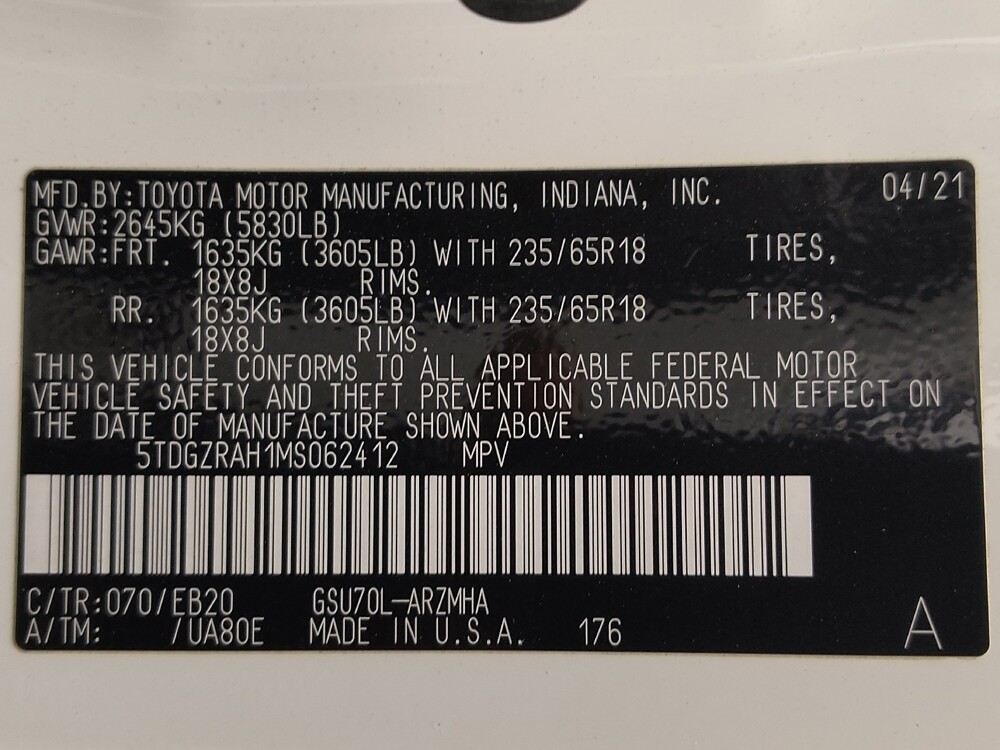 MFD.BY:TOYOTA MOTOR MANUFACTURING, INDIANA, INC. 04/21
GVWR:2645KG (5830LB)
GAWR:FRT. 1635KG (3605LB) WITH 235/65R18 TIRES,
18X8J RIMS.
RR. 1635KG (3605LB) WITH 235/65R18 TIRES,
18X8J RIMS.
THIS VEHICLE CONFORMS TO ALL APPLICABLE FEDERAL MOTOR
VEHICLE SAFETY AND THEFT PREVENTION STANDARDS IN EFFECT ON
THE DATE OF MANUFACTURE SHOWN ABOVE.
5TDGZRAH1MS062412 MPV
C/TR:070/EB20 GSU70L-ARZMHA
A/TM: /UA80E MADE IN U.S.A. 176 A